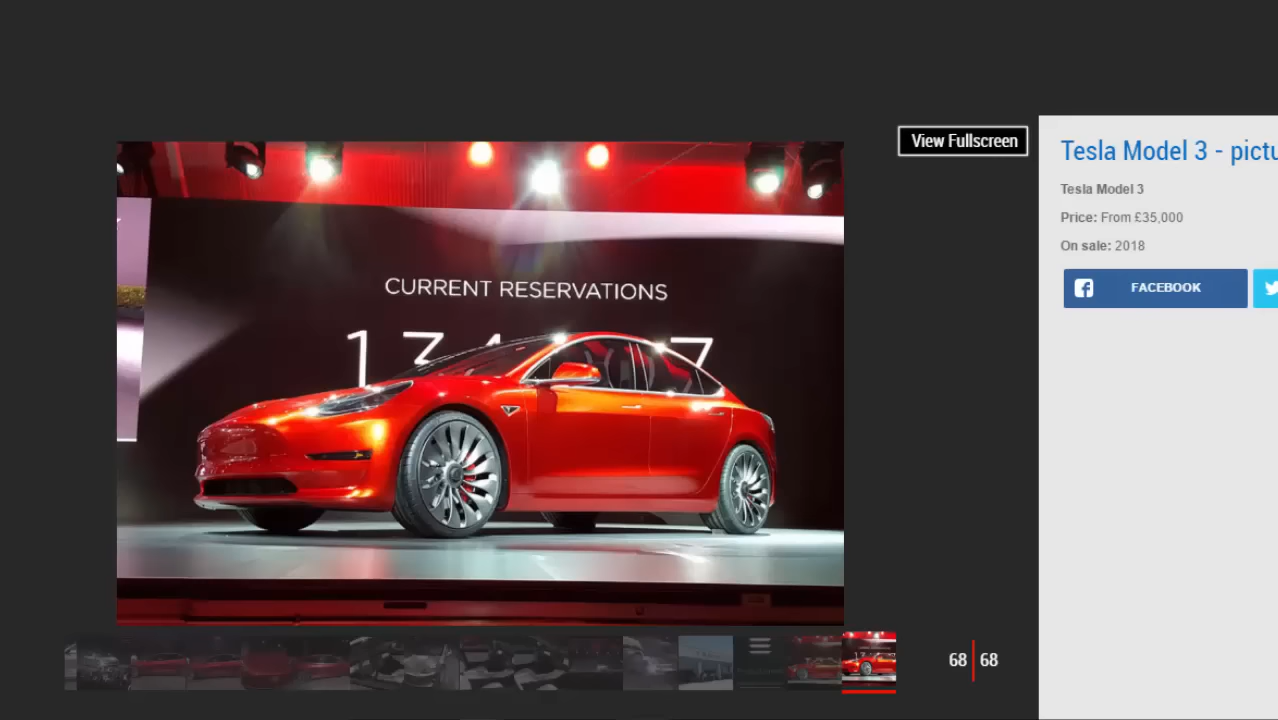 View Fullscreen
Tesla Model 3 - pictu
Tesla Model 3
Price: From £35,000
On sale: 2018
FACEBOOK
CURRENT RESERVATIONS
68 68